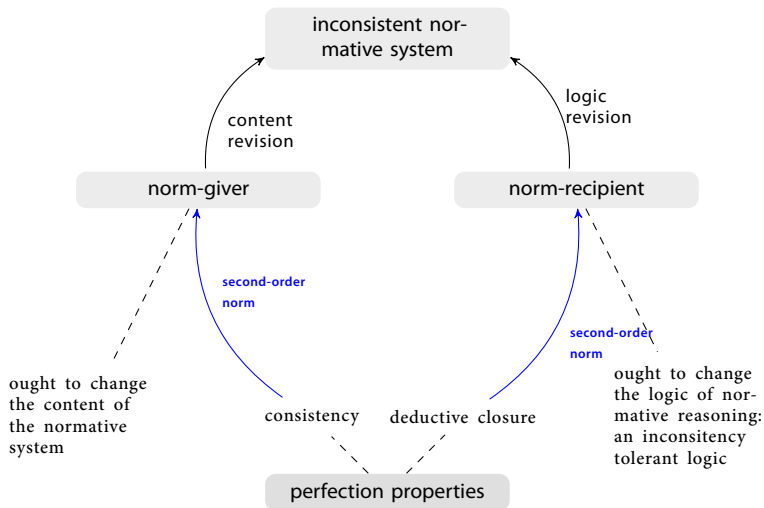 inconsistent nor-
mative system
content
revision
logic
revision
norm-giver
norm-recipient
second-order
norm
second-order
norm
ought to change
the content of
the normative
system
consistency
deductive closure
ought to change
the logic of nor-
mative reasoning:
an inconsitency
tolerant logic
perfection properties